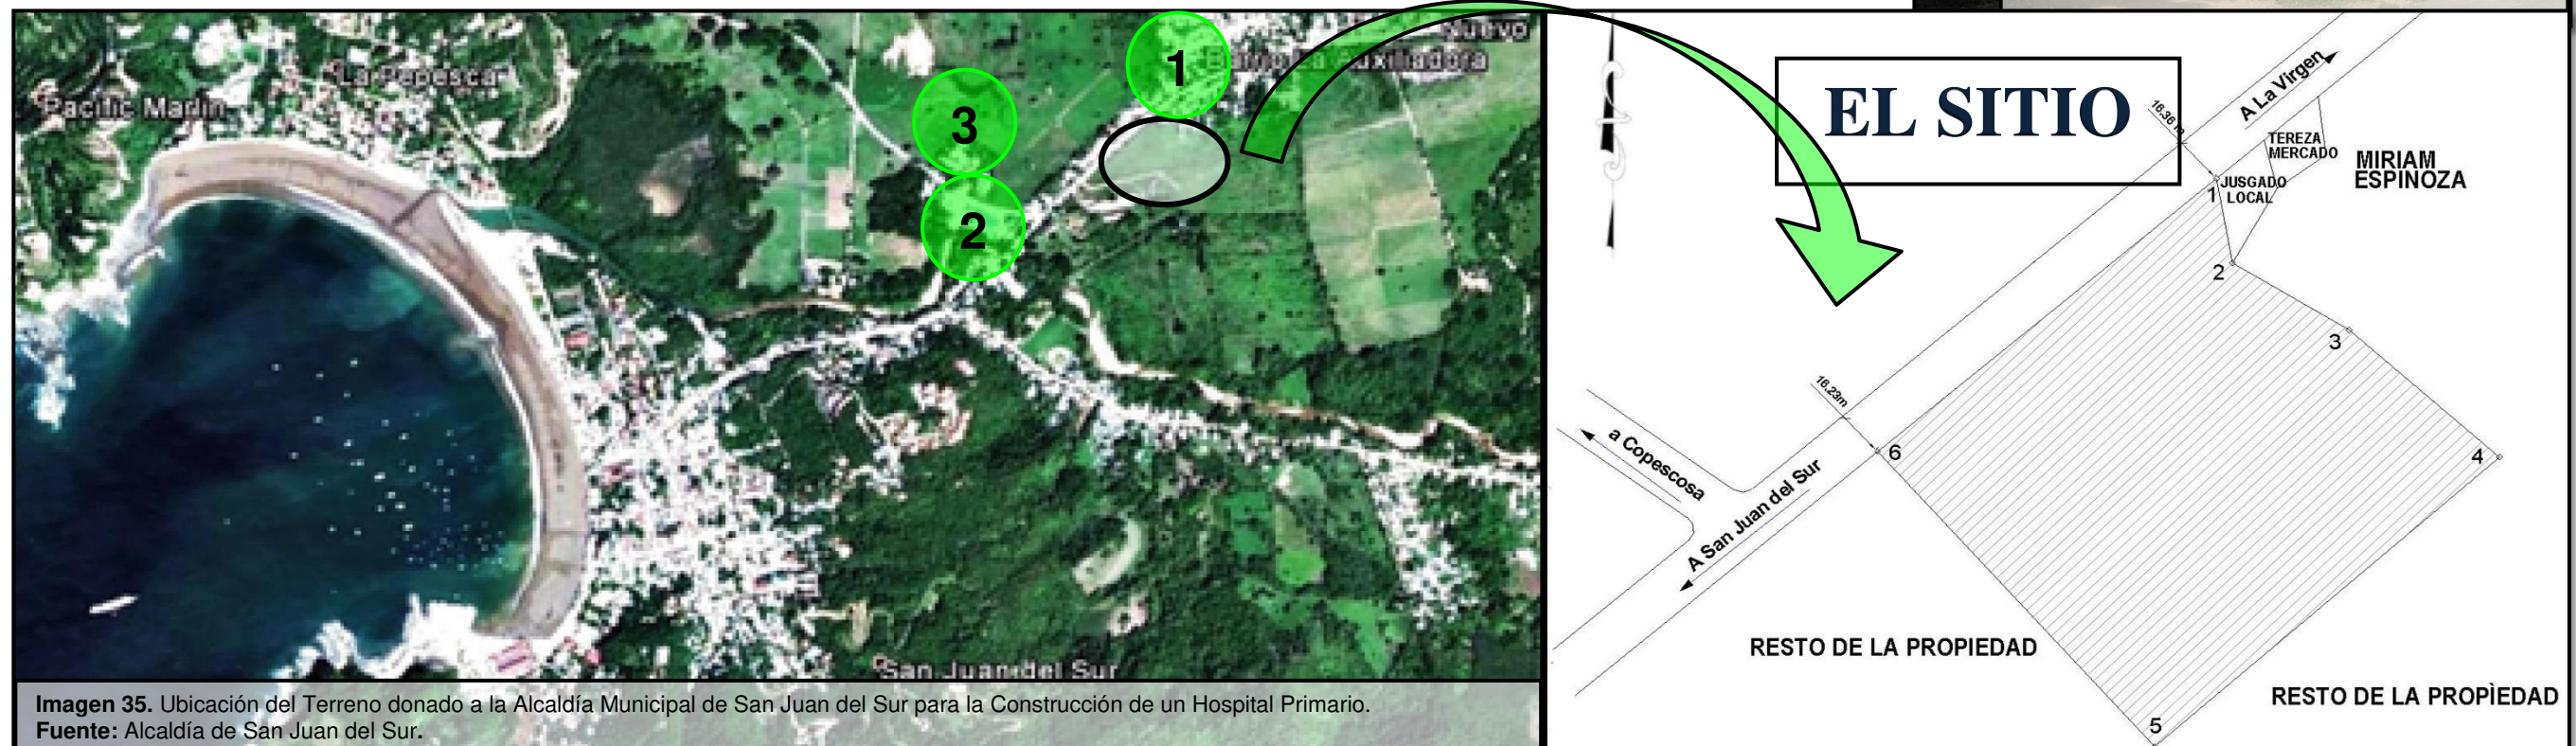 Nuevo
Barrio La Auxiliadora
La Pepesca
Pacific Marlin
1
3
2
San Juan del Sur
Imagen 35. Ubicación del Terreno donado a la Alcaldía Municipal de San Juan del Sur para la Construcción de un Hospital Primario.
Fuente: Alcaldía de San Juan del Sur.
EL SITIO
A La Virgen
16.36 m
TEREZA
MERCADO
MIRIAM
ESPINOZA
JUSGADO
LOCAL
1
2
3
4
5
6
16.23m
a Copescosa
A San Juan del Sur
RESTO DE LA PROPIEDAD
RESTO DE LA PROPÌEDAD